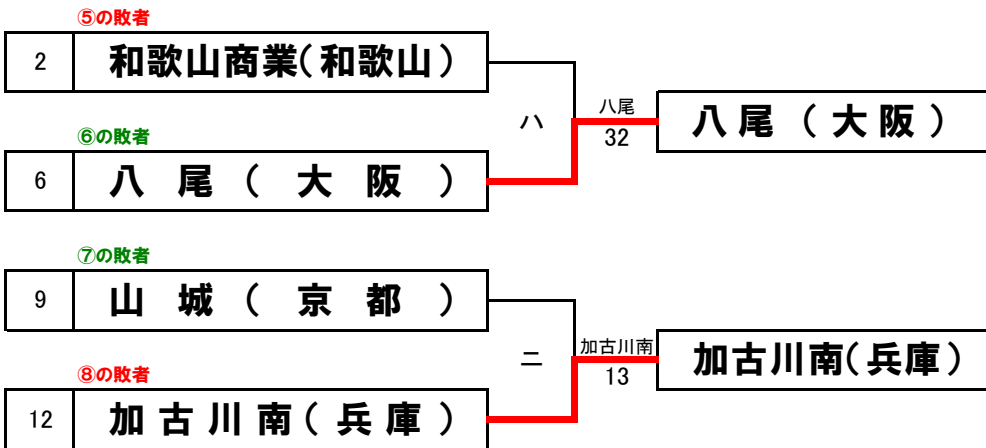 ⑤の敗者
2 和歌山商業(和歌山)
⑥の敗者
6 八尾(大阪)
ハ
八尾
32
八尾(大阪)
⑦の敗者
9 山城(京都)
⑧の敗者
12 加古川南(兵庫)
ニ
加古川南
13
加古川南(兵庫)